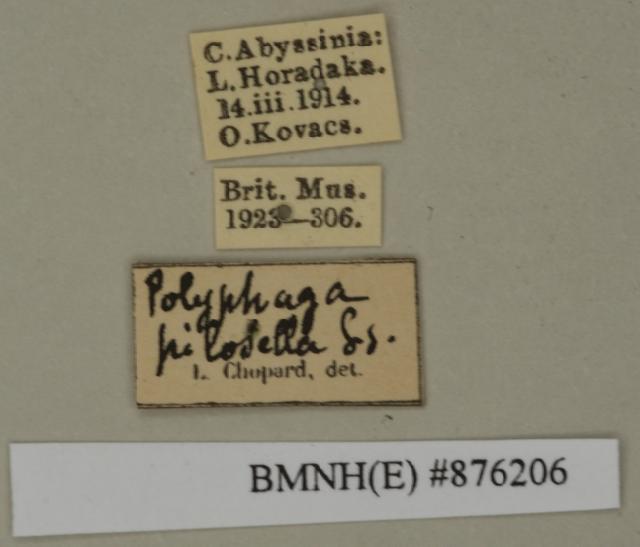 C.Abyssinia:
L.Horadaka.
14.iii.1914.
O.Kovacs.
Brit. Mus.
1923—306.
Polyphaga
pilosella Ss.
L. Chopard, det.
BMNH(E) #876206